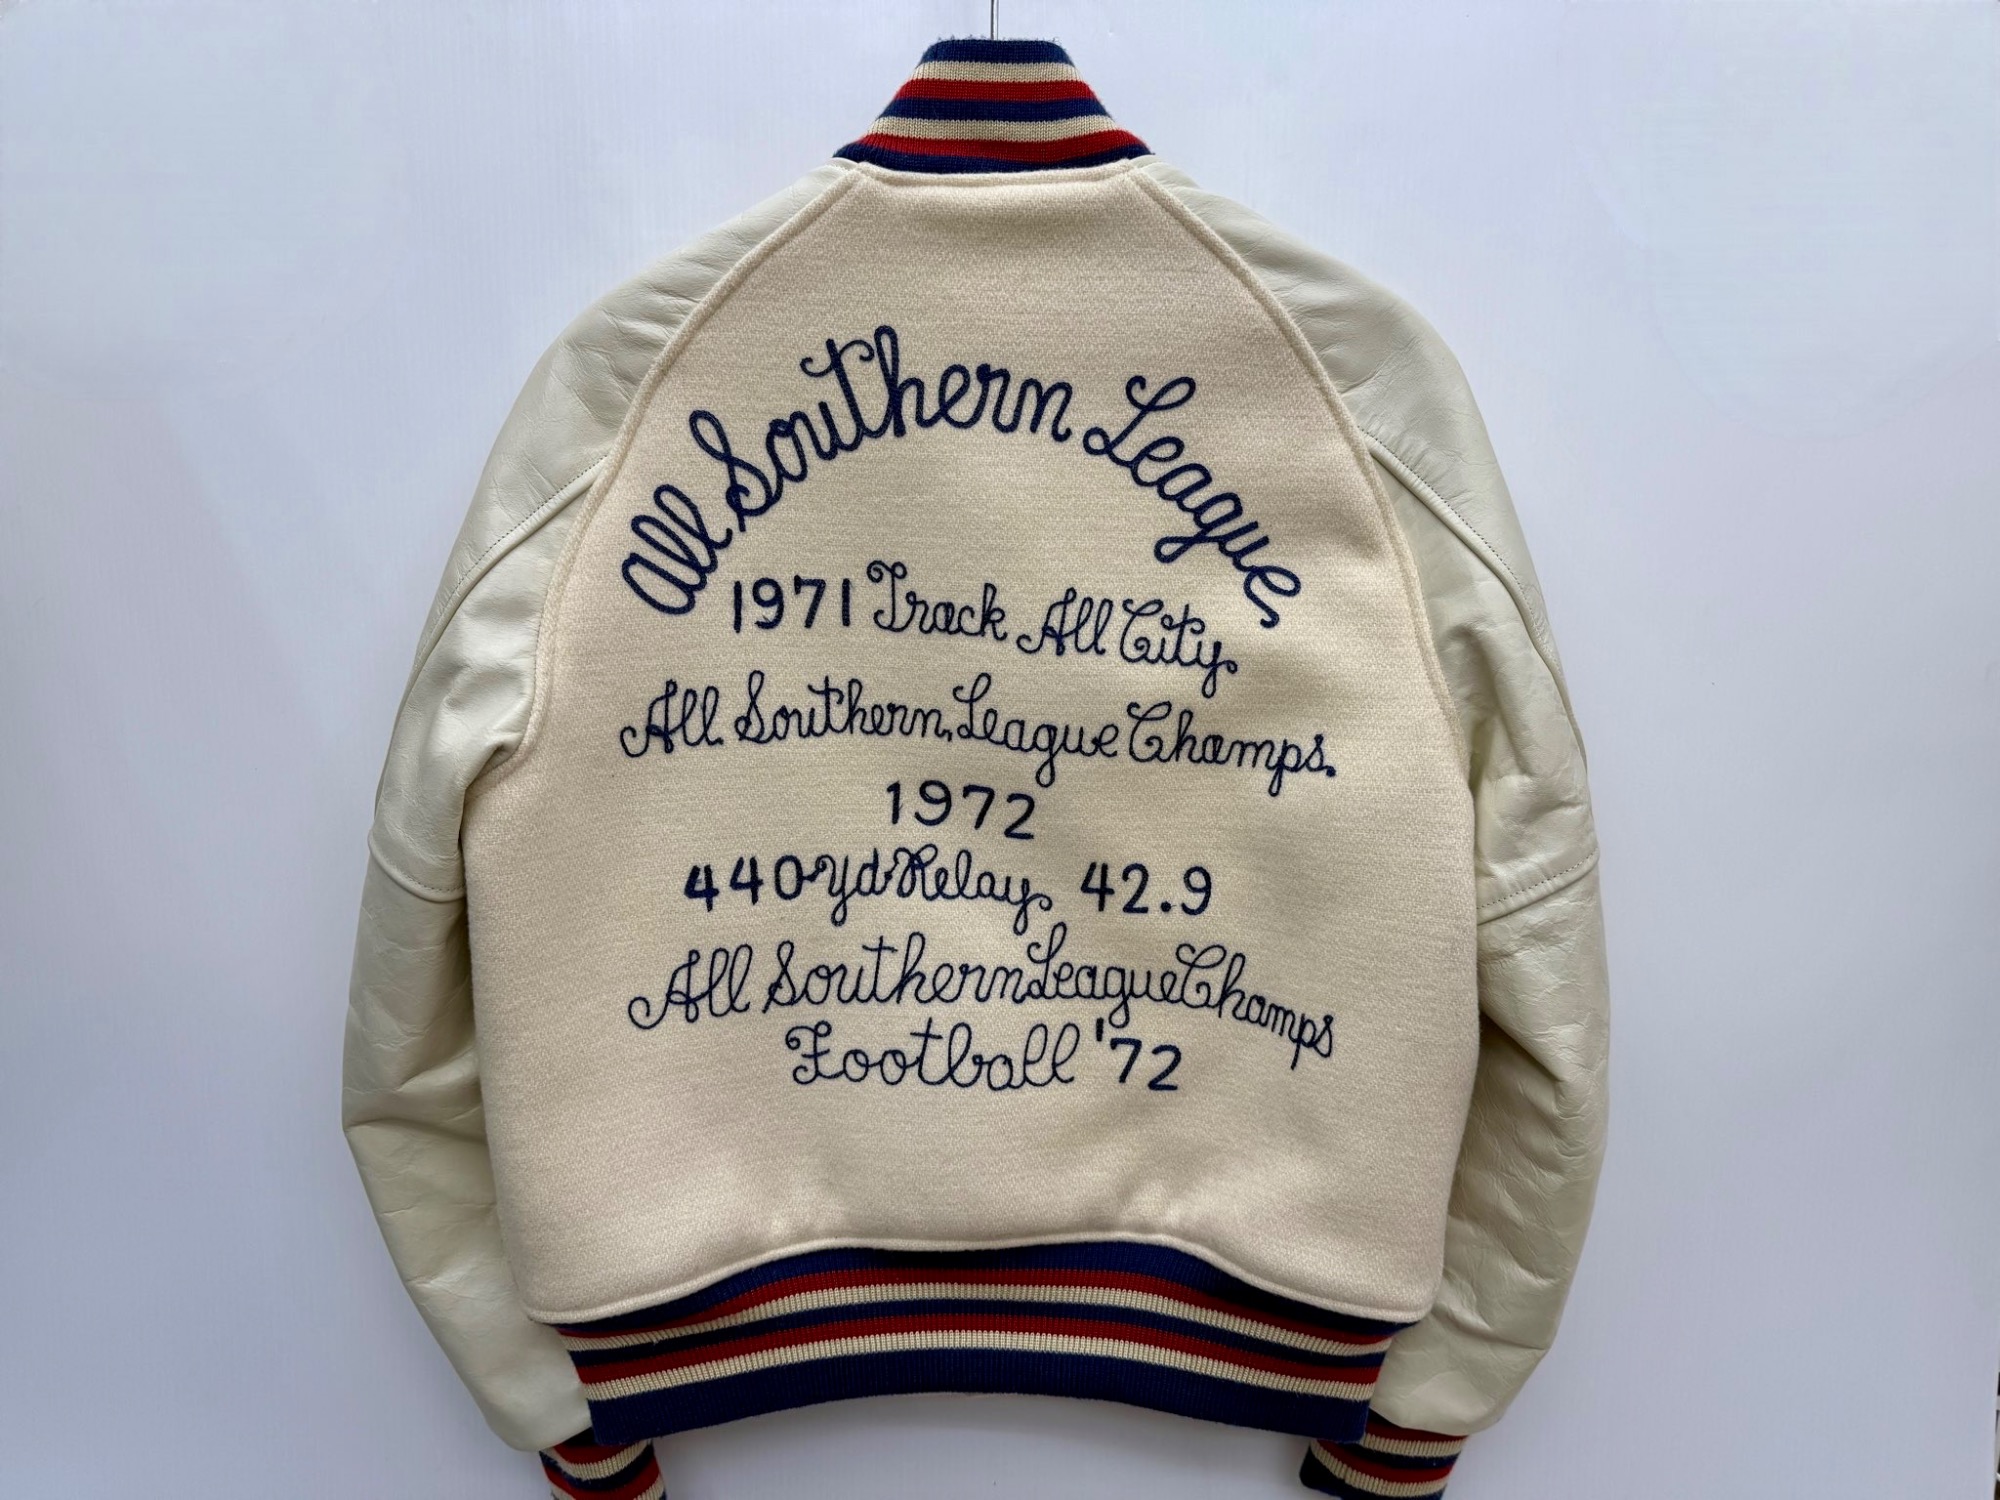 all Southern League
1971 Track All City
All Southern League Champs.
1972
440 Yd Relay 42.9
All Southern League Champs
Football '72